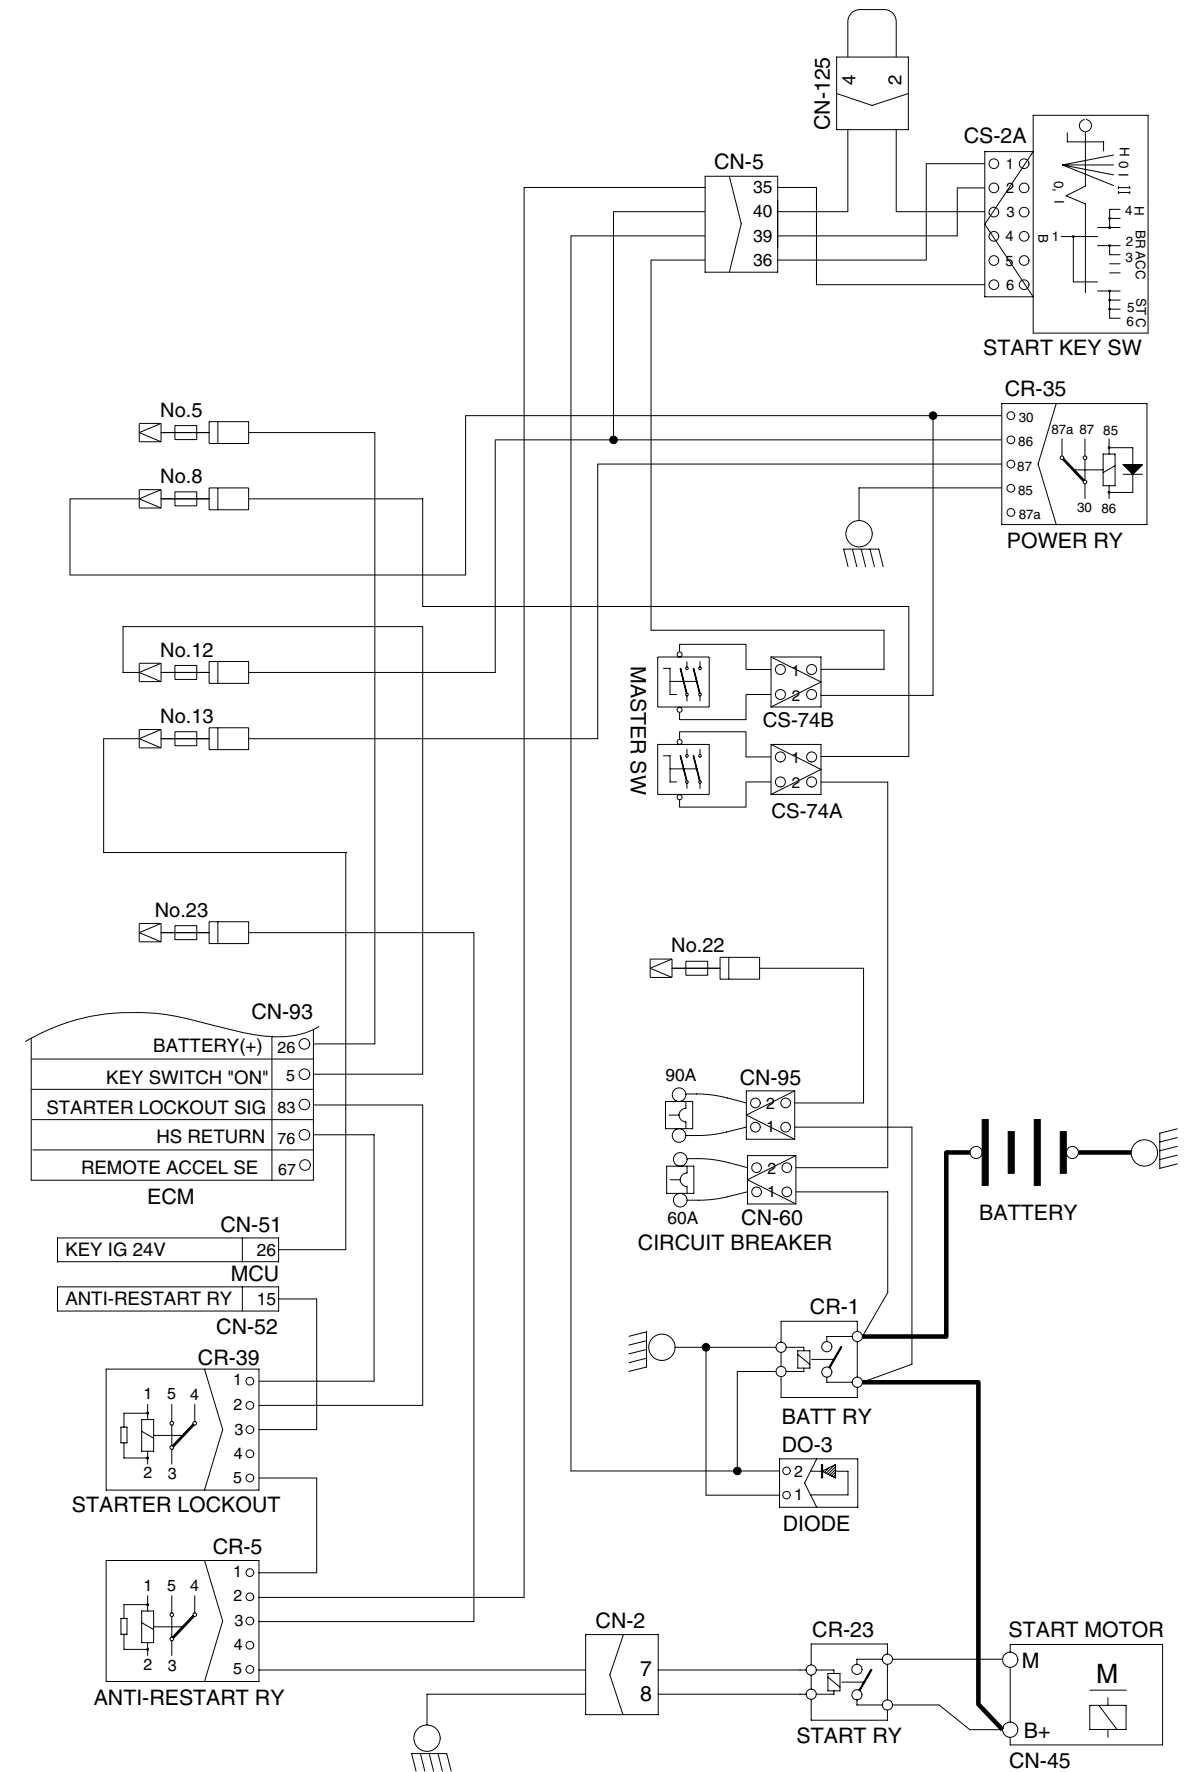 CN-125
4 2
CS-2A
CN-5
35
40
39
36
1
2
3
4
5
6
H O I II
0, I
B 1
4 H
2 BR
3 ACC
5 ST
6 C
START KEY SW
CR-35
30
86
87
85
87a
87a 87 85
30 86
POWER RY
No.5
No.8
No.12
No.13
MASTER SW
1
2
CS-74B
1
2
CS-74A
No.23
No.22
CN-93
BATTERY(+) 26
KEY SWITCH "ON" 5
STARTER LOCKOUT SIG 83
HS RETURN 76
REMOTE ACCEL SE 67
ECM
90A CN-95
2
1
2
1
60A CN-60
CIRCUIT BREAKER
BATTERY
CN-51
KEY IG 24V 26
MCU
ANTI-RESTART RY 15
CN-52
CR-1
BATT RY
CR-39
1
2
3
4
5
1 5 4
2 3
STARTER LOCKOUT
DO-3
2
1
DIODE
CR-5
1
2
3
4
5
1 5 4
2 3
ANTI-RESTART RY
CN-2
7
8
CR-23
START RY
START MOTOR
M
M
B+
CN-45